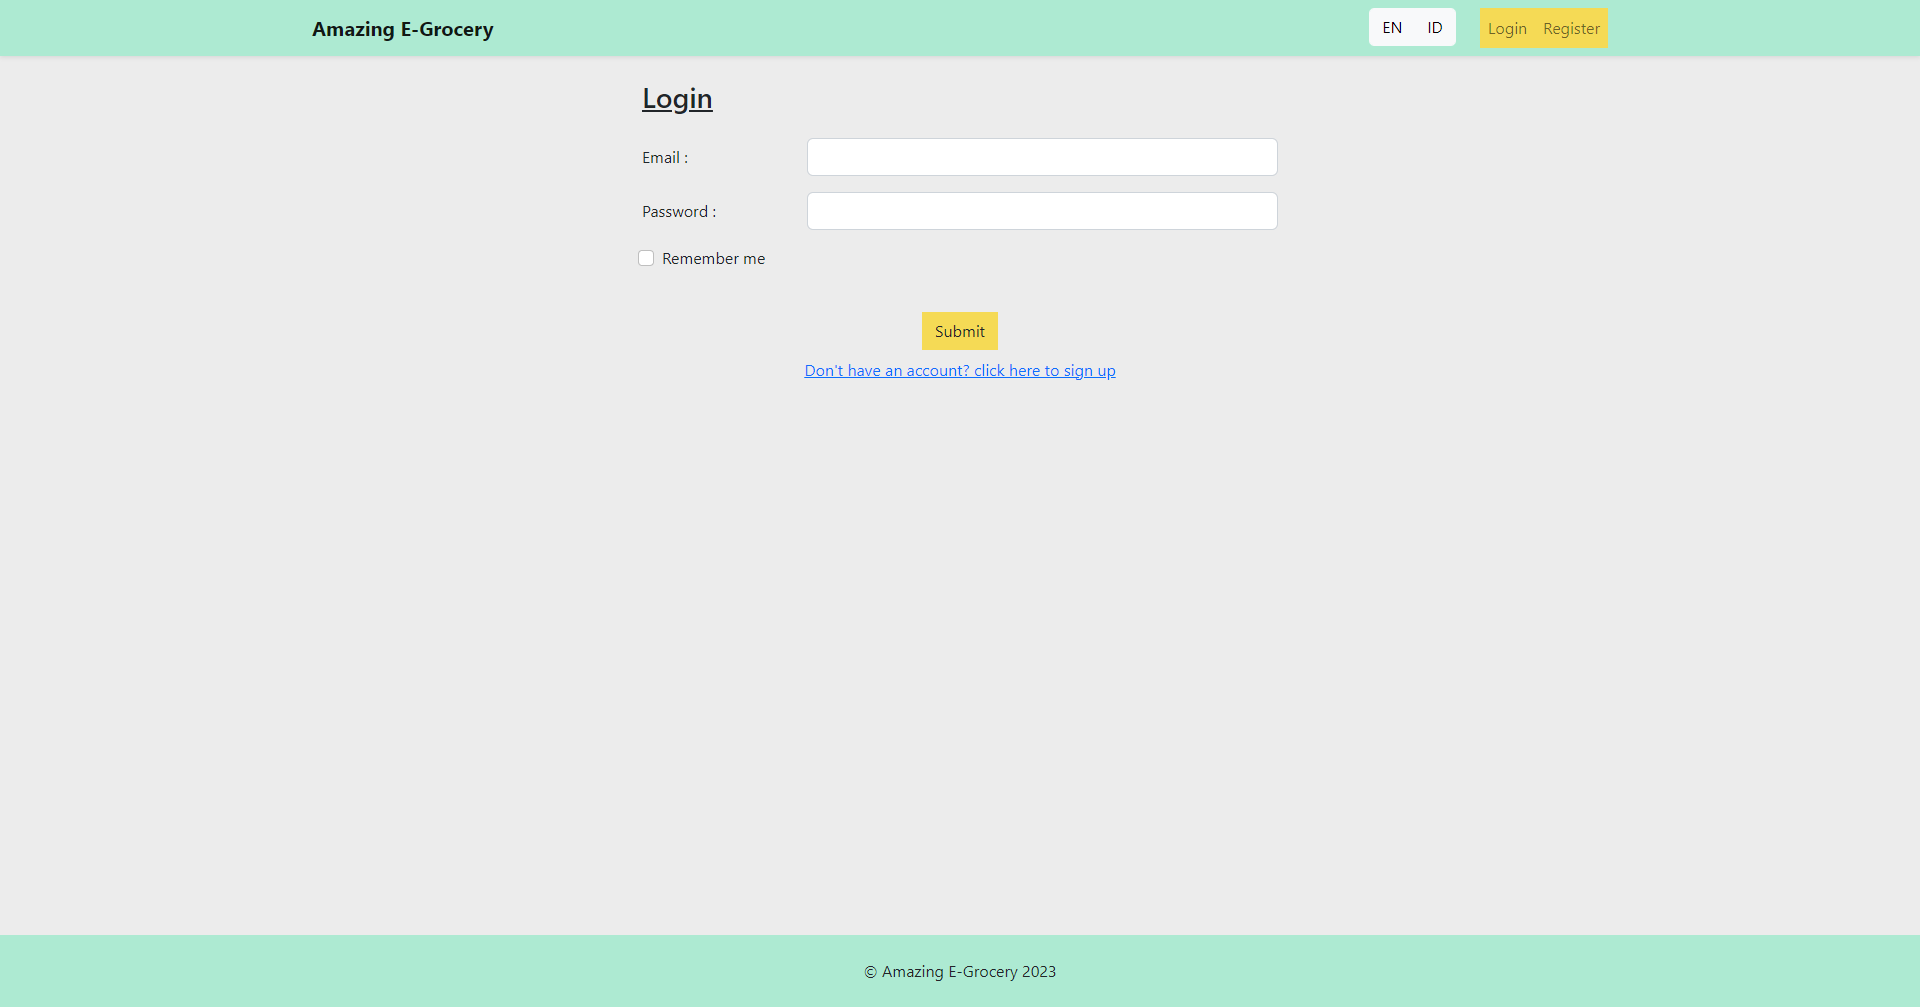 Amazing E-Grocery
EN ID
Login Register
Login
Email :
Password :
Remember me
Submit
Don't have an account? click here to sign up
© Amazing E-Grocery 2023